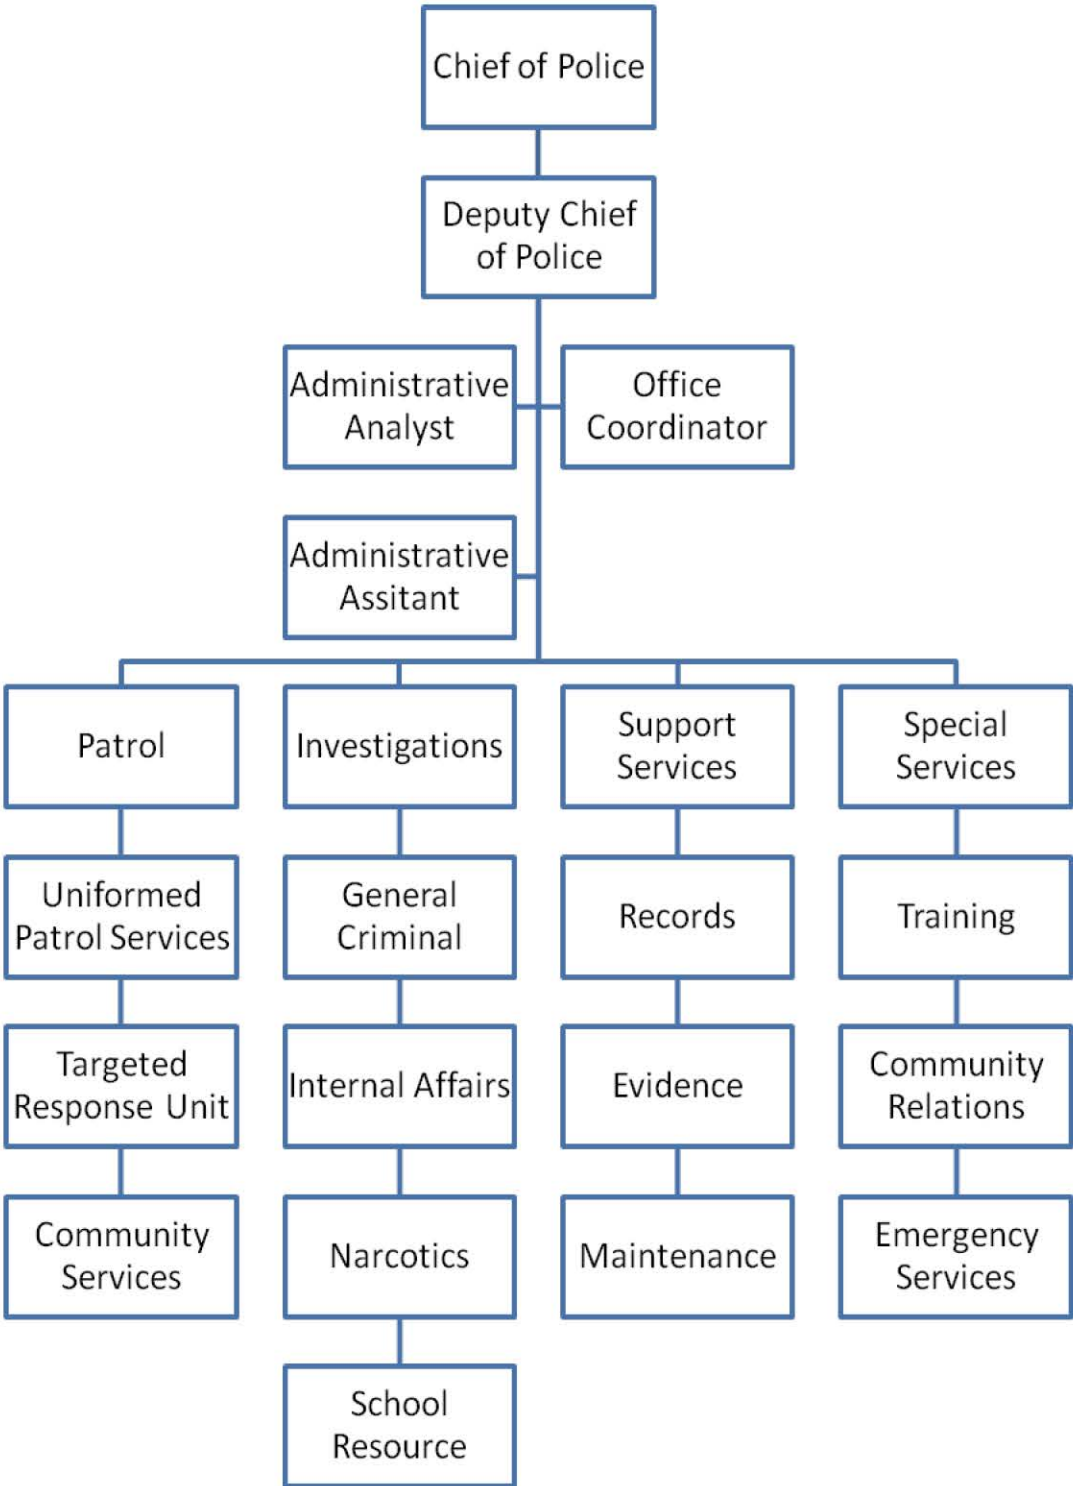 Chief of Police
Deputy Chief
of Police
Administrative
Analyst
Office
Coordinator
Administrative
Assitant
Patrol
Investigations
Support
Services
Special
Services
Uniformed
Patrol Services
General
Criminal
Records
Training
Targeted
Response Unit
Internal Affairs
Evidence
Community
Relations
Community
Services
Narcotics
Maintenance
Emergency
Services
School
Resource